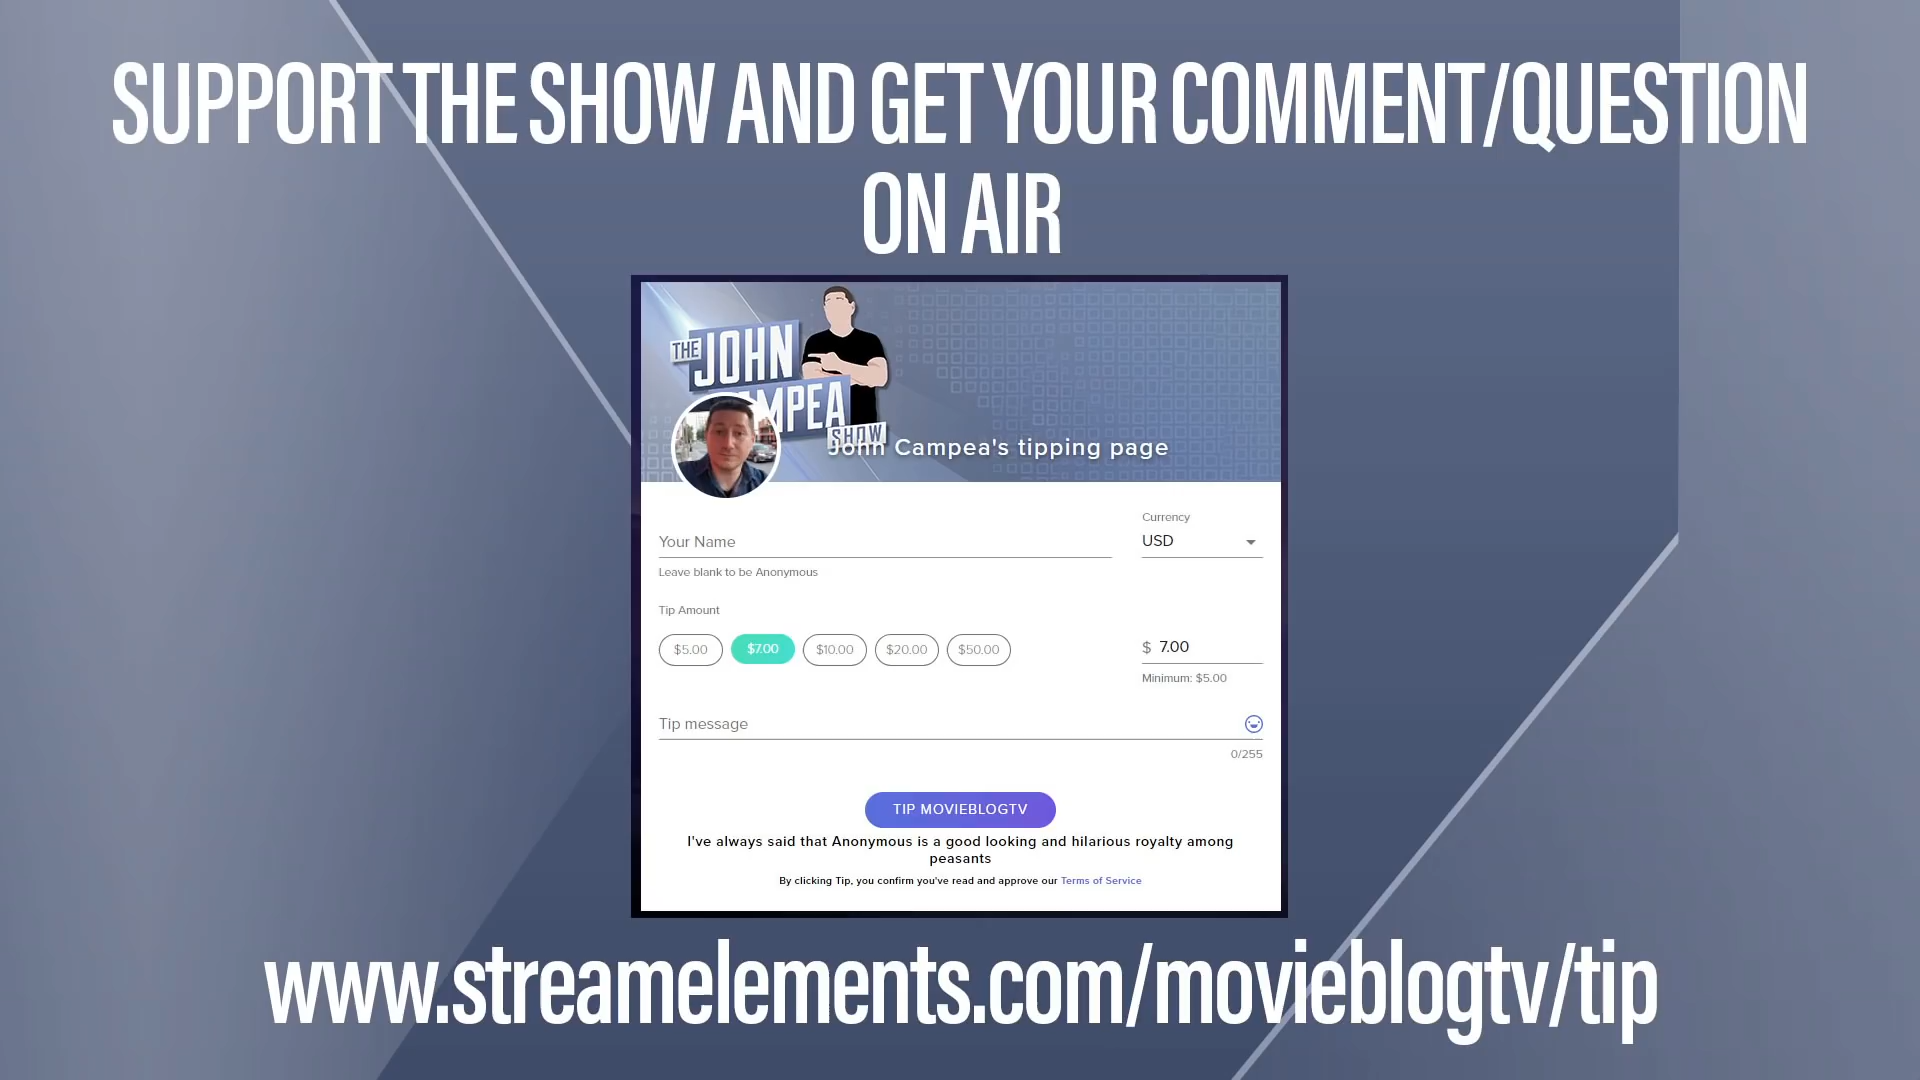 SUPPORT THE SHOW AND GET YOUR COMMENT/QUESTION
ON AIR
THE
JOHN
CAMPEA
SHOW
John Campea's tipping page
Currency
Your Name
USD
Leave blank to be Anonymous
Tip Amount
$5.00 $7.00 $10.00 $20.00 $50.00
$ 7.00
Minimum: $5.00
Tip message
0/255
TIP MOVIEBLOGTV
I've always said that Anonymous is a good looking and hilarious royalty among
peasants
By clicking Tip, you confirm you've read and approve our Terms of Service
www.streamelements.com/movieblogtv/tip